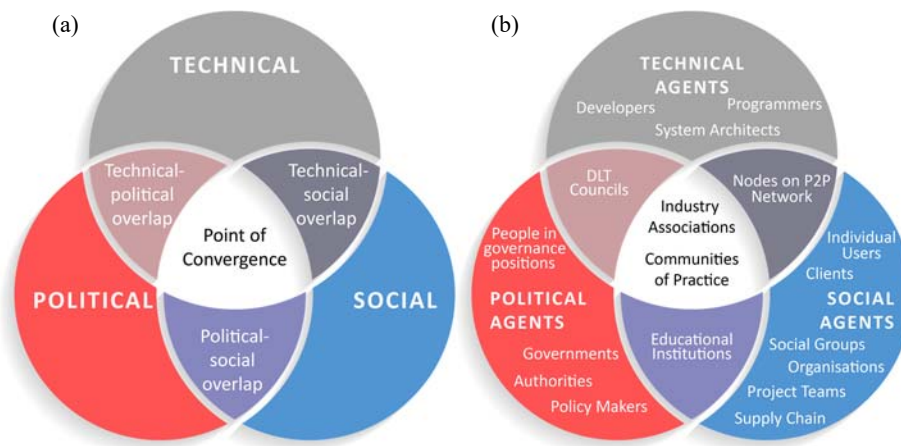 (a)
TECHNICAL
Technical-
political
overlap
Technical-
social
overlap
Point of
Convergence
POLITICAL
SOCIAL
Political-
social
overlap
(b)
TECHNICAL
AGENTS
Developers
Programmers
System Architects
DLT
Councils
Nodes on P2P
Network
Industry
Associations
Communities
of Practice
People in
governance
positions
Individual
Users
Clients
POLITICAL
AGENTS
Governments
Authorities
Policy Makers
Educational
Institutions
SOCIAL
AGENTS
Social Groups
Organisations
Project Teams
Supply Chain